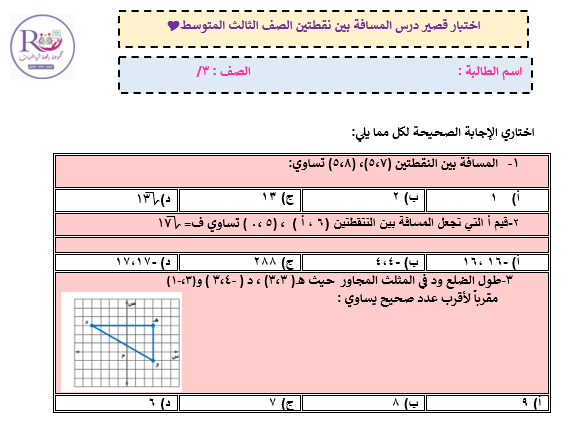 اختبار قصير درس المسافة بين نقطتين الصف الثالث المتوسط
اسم الطالبة : الصف : ٣/
اختاري الإجابة الصحيحة لكل مما يلي:
١- المسافة بين النقطتين (٥،٧)، (٥،٨) تساوي:
أ) ١ ب) ٢ ج) ١٣ د) √١٣
٢-قيم أ التي تجعل المسافة بين النتقطتين (٦ ، أ ) ، (٥ ،٠ ) تساوي ف= √١٧
أ) -١٦ ،١٦ ب) -٤،٤ ج) ٢٨٨ د) -١٧،١٧
٣-طول الضلع ود في المثلث المجاور حيث هـ( ٣،٣) ، د ( -٣،٤ ) و(٣،-١)
مقرباً لأقرب عدد صحيح يساوي :
ص
د
هـ
س
م
و
أ) ٩ ب) ٨ ج) ٧ د) ٦